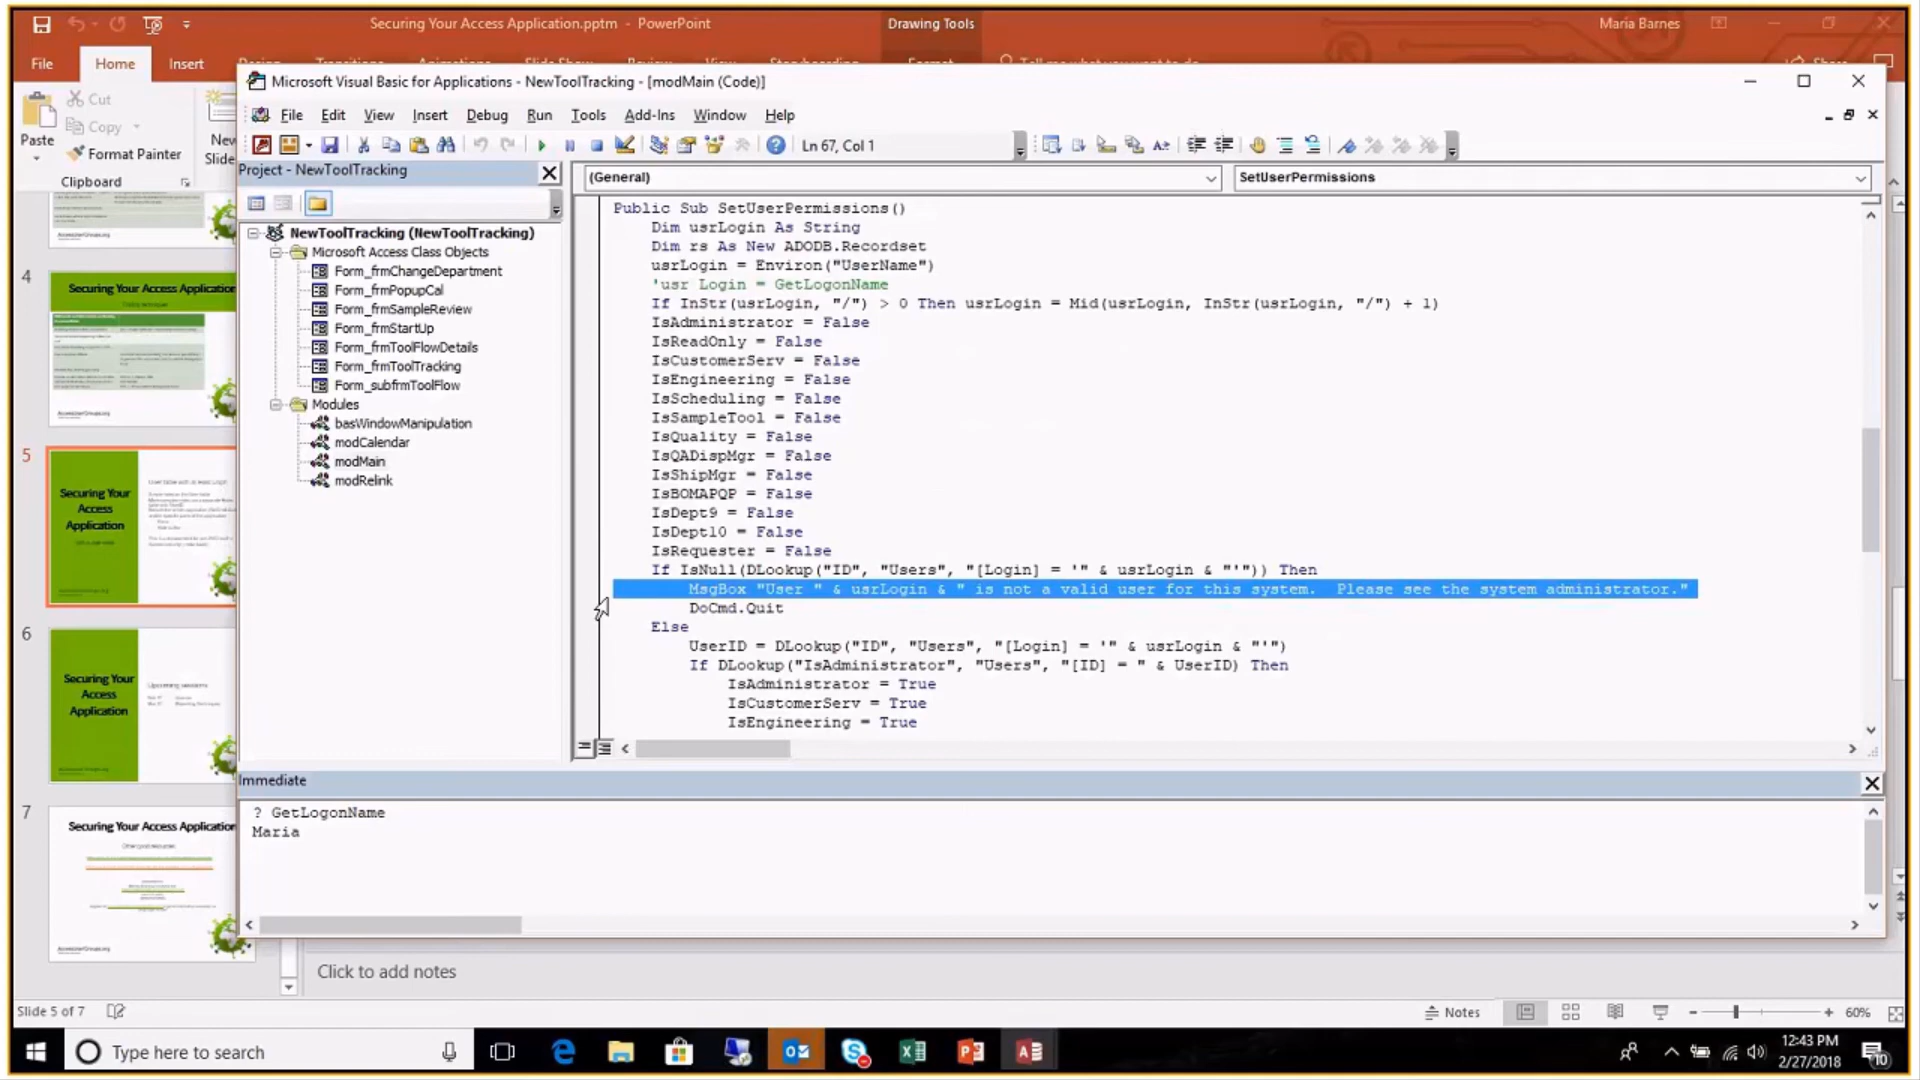 Securing Your Access Application.pptm - PowerPoint
Drawing Tools
Maria Barnes
File
Home
Insert
Microsoft Visual Basic for Applications - NewToolTracking - [modMain (Code)]
File Edit View Insert Debug Run Tools Add-Ins Window Help
Ln 67, Col 1
Cut
Copy
Paste
Format Painter
Clipboard
New
Slide
Project - NewToolTracking
(General)
SetUserPermissions
NewToolTracking (NewToolTracking)
Microsoft Access Class Objects
Form_frmChangeDepartment
Form_frmPopupCal
Form_frmSampleReview
Form_frmStartUp
Form_frmToolFlowDetails
Form_frmToolTracking
Form_subfrmToolFlow
Modules
basWindowManipulation
modCalendar
modMain
modRelink
Public Sub SetUserPermissions()
Dim usrLogin As String
Dim rs As New ADODB.Recordset
usrLogin = Environ("UserName")
'usr Login = GetLogonName
If InStr(usrLogin, "/") > 0 Then usrLogin = Mid(usrLogin, InStr(usrLogin, "/") + 1)
IsAdministrator = False
IsReadOnly = False
IsCustomerServ = False
IsEngineering = False
IsScheduling = False
IsSampleTool = False
IsQuality = False
IsQADispMgr = False
IsShipMgr = False
IsBOMAPQP = False
IsDept9 = False
IsDept10 = False
IsRequester = False
If IsNull(DLookup("ID", "Users", "[Login] = '" & usrLogin & "'")) Then
MsgBox "User " & usrLogin & " is not a valid user for this system.  Please see the system administrator."
DoCmd.Quit
Else
UserID = DLookup("ID", "Users", "[Login] = '" & usrLogin & "'")
If DLookup("IsAdministrator", "Users", "[ID] = " & UserID) Then
IsAdministrator = True
IsCustomerServ = True
IsEngineering = True
Immediate
? GetLogonName
Maria
4
Securing Your Access Application
5
Securing Your
Access
Application
6
Securing Your
Access
Application
Upcoming sessions
7
Securing Your Access Application
Click to add notes
Slide 5 of 7
Notes
60%
Type here to search
12:43 PM
2/27/2018
10